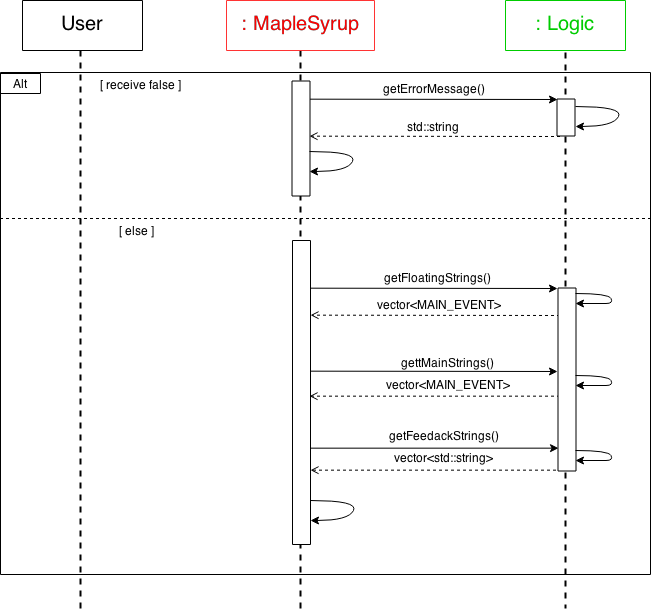 User
: MapleSyrup
: Logic
Alt
[ receive false ]
getErrorMessage()
std::string
[ else ]
getFloatingStrings()
vector<MAIN_EVENT>
gettMainStrings()
vector<MAIN_EVENT>
getFeedackStrings()
vector<std::string>